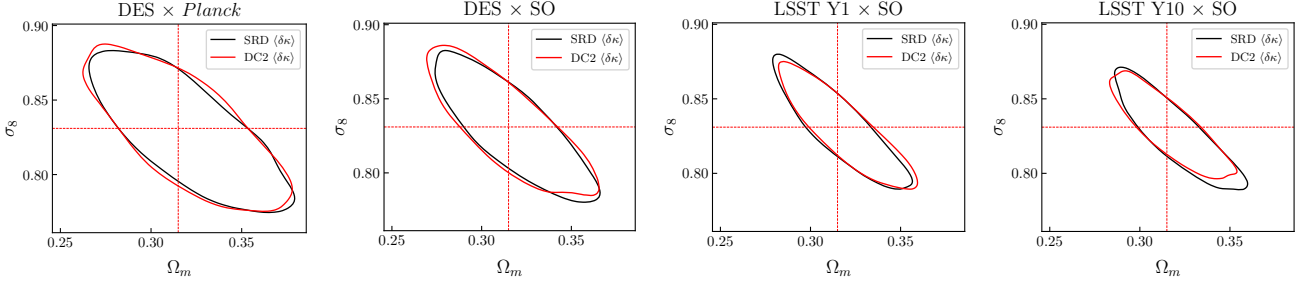 DES × Planck
0.90
0.85
0.80
σ8
0.25
0.30
0.35
Ωm
SRD ⟨δκ⟩
DC2 ⟨δκ⟩
DES × SO
0.90
0.85
0.80
σ8
0.25
0.30
0.35
Ωm
SRD ⟨δκ⟩
DC2 ⟨δκ⟩
LSST Y1 × SO
0.90
0.85
0.80
σ8
0.25
0.30
0.35
Ωm
SRD ⟨δκ⟩
DC2 ⟨δκ⟩
LSST Y10 × SO
0.90
0.85
0.80
σ8
0.25
0.30
0.35
Ωm
SRD ⟨δκ⟩
DC2 ⟨δκ⟩